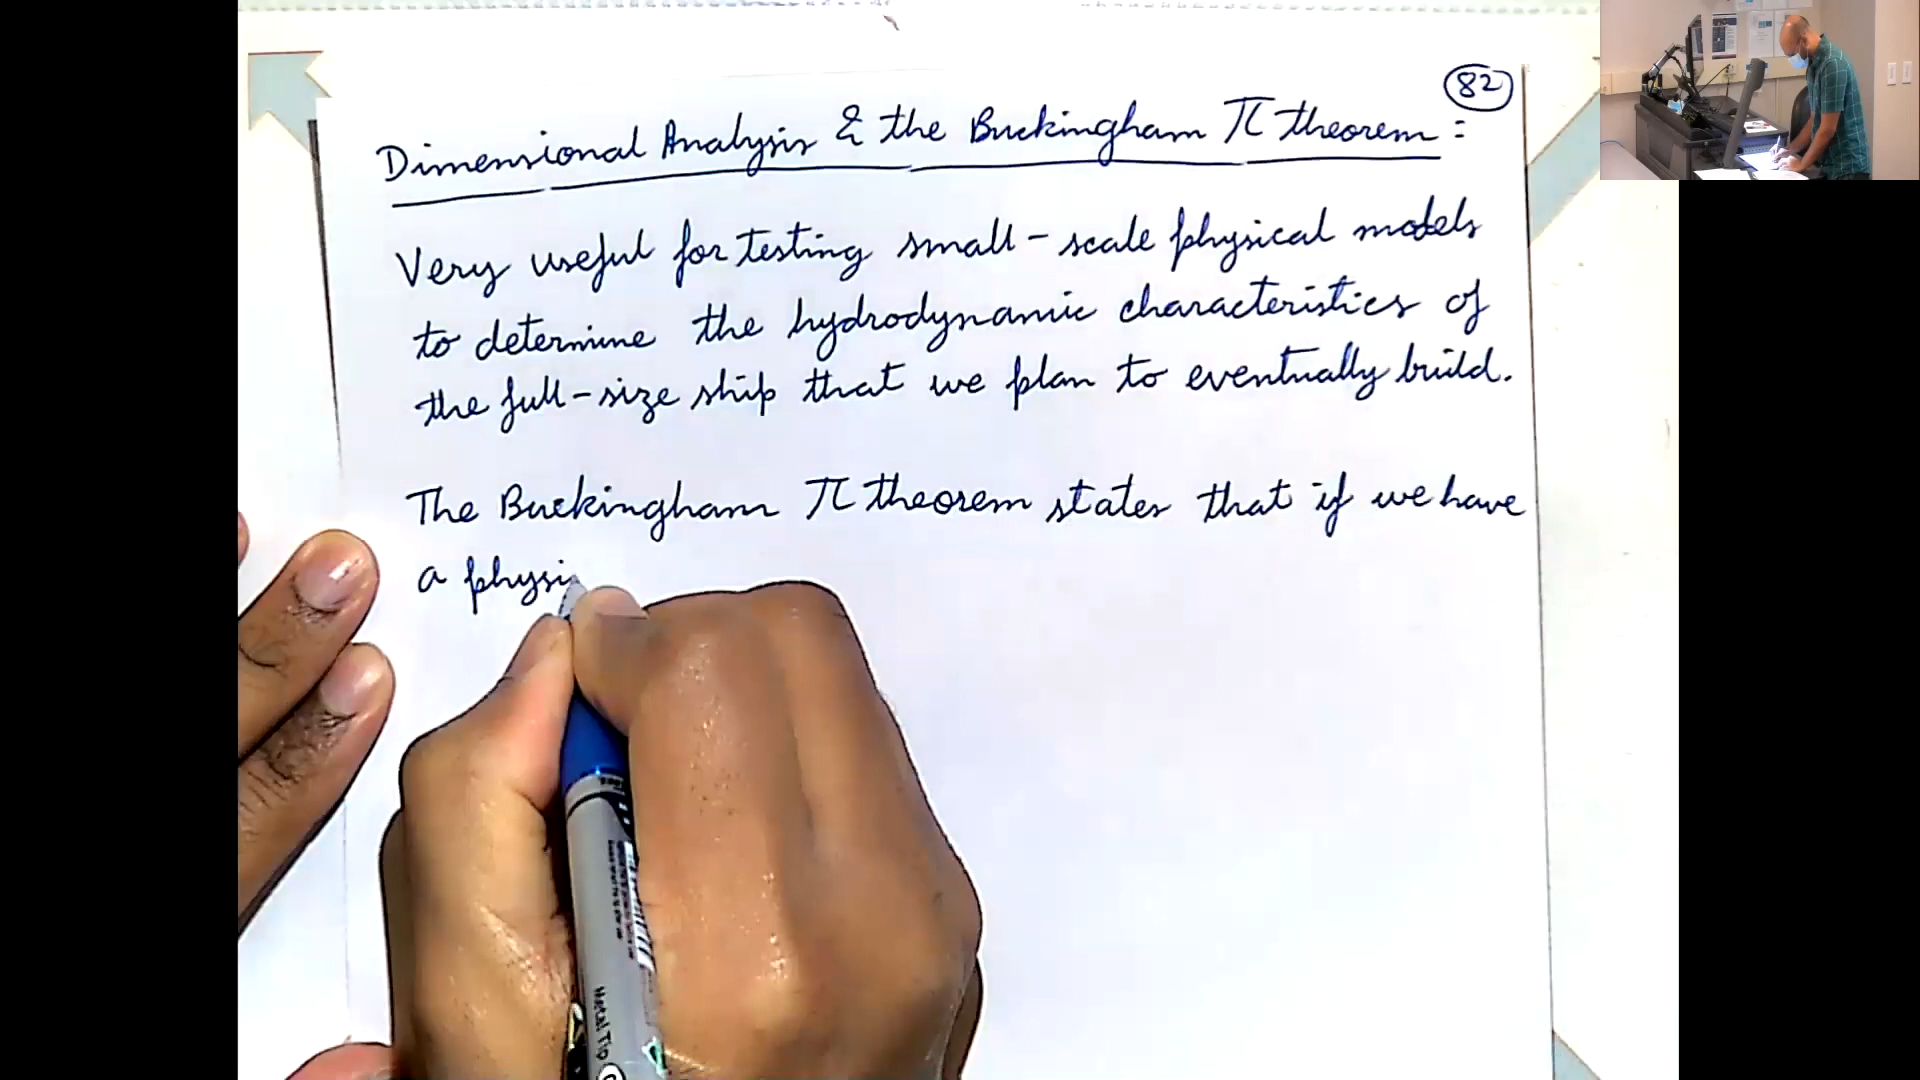 82
Dimensional Analysis & the Buckingham π theorem :
Very useful for testing small-scale physical models
to determine the hydrodynamic characteristics of
the full-size ship that we plan to eventually build.
The Buckingham π theorem states that if we have
a physi
Metal Tip